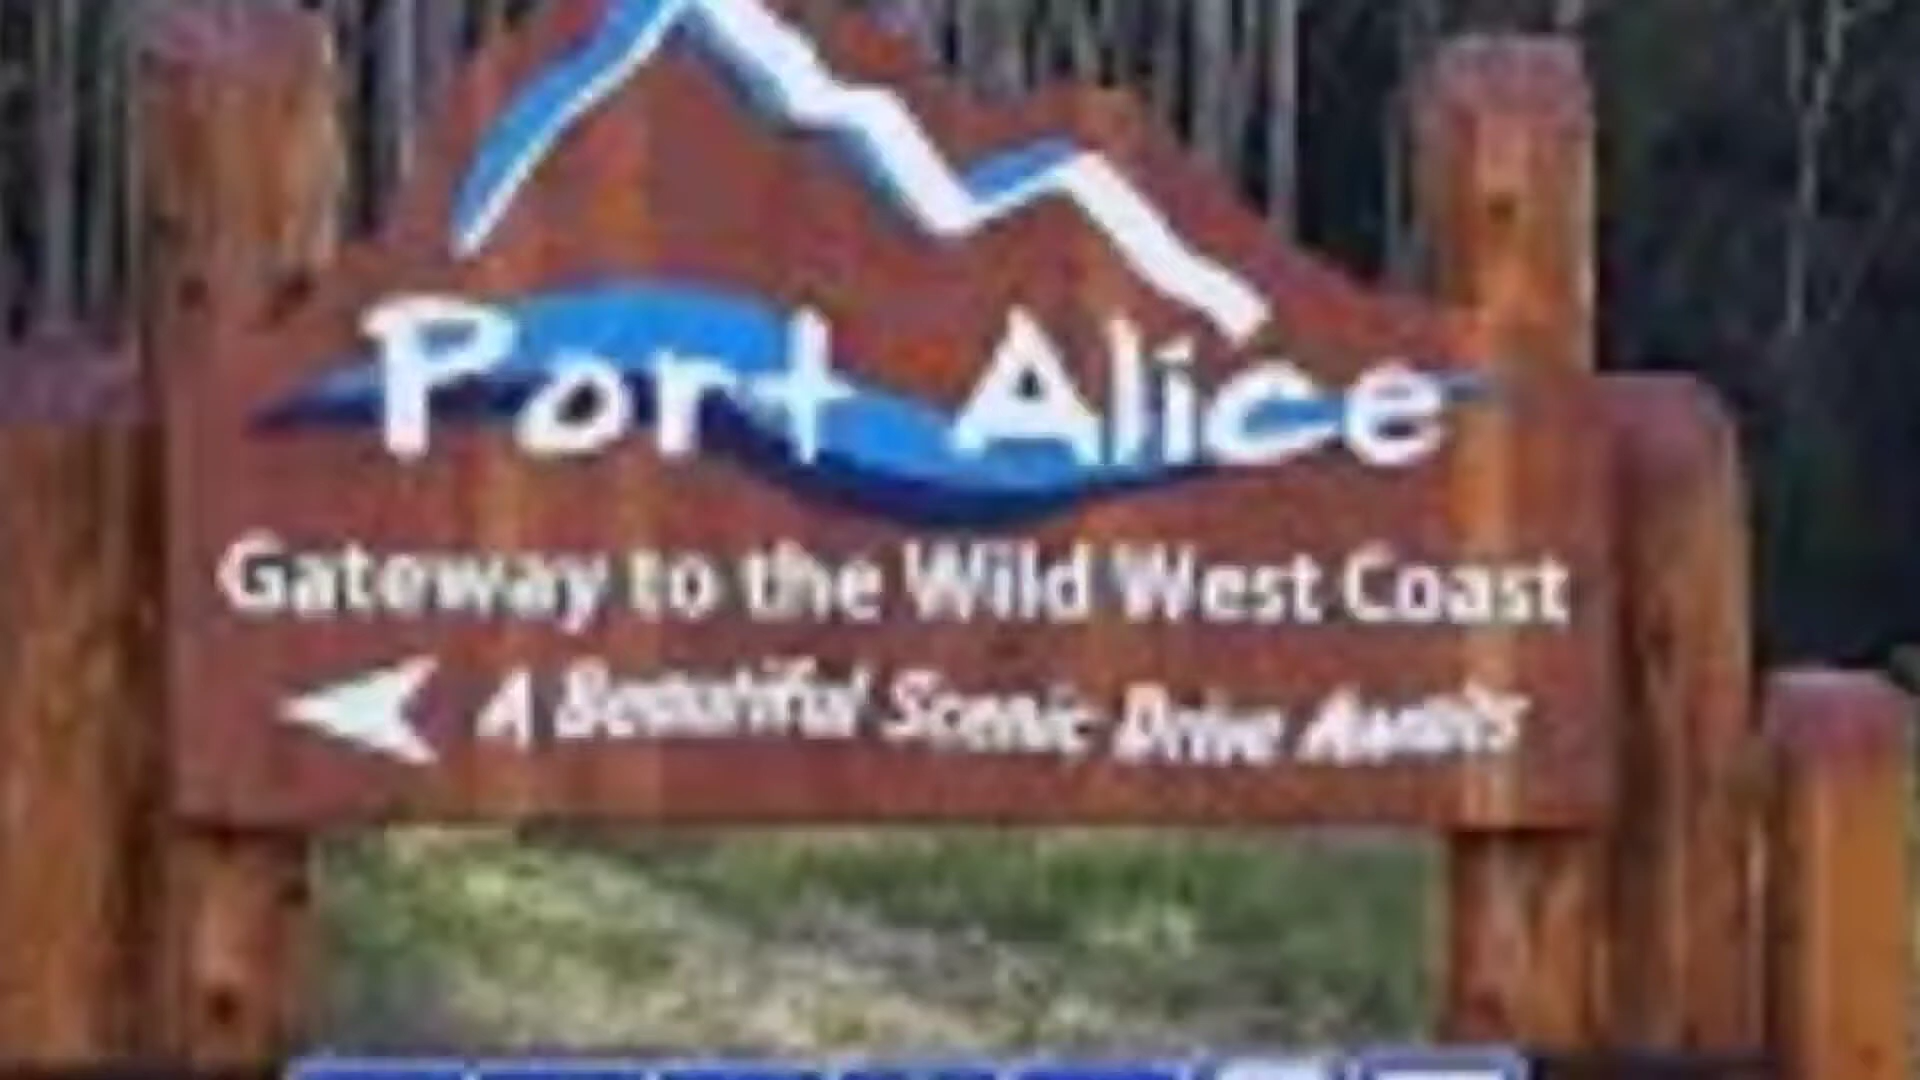 Port Alice
Gateway to the Wild West Coast
A Beautiful Scenic Drive Awaits